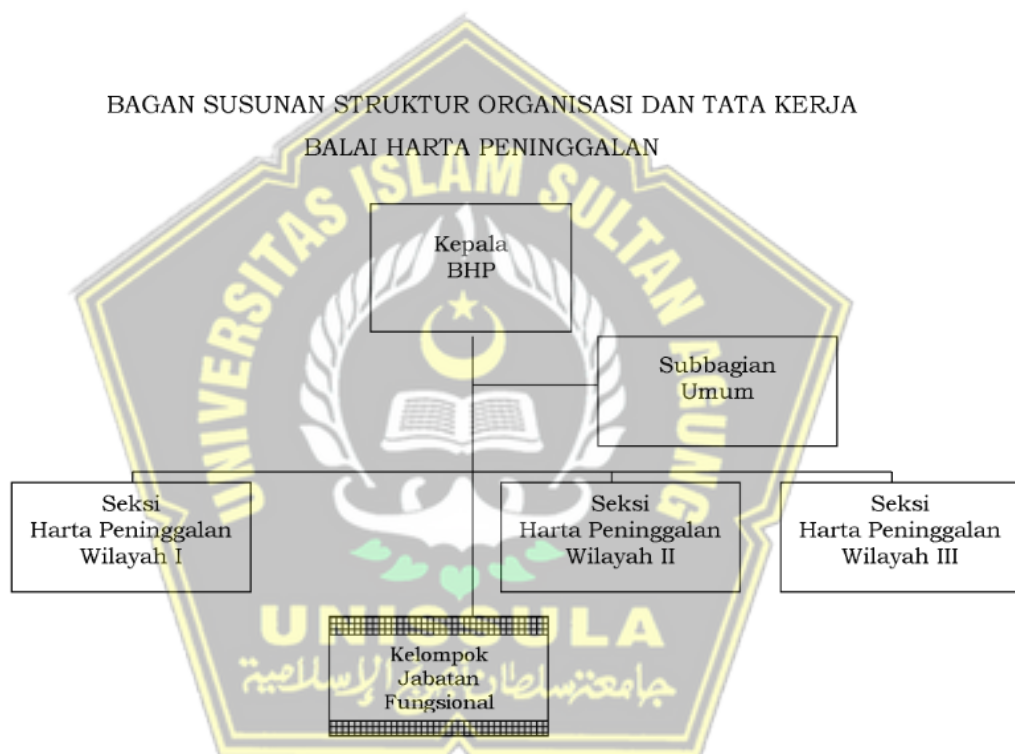 BAGAN SUSUNAN STRUKTUR ORGANISASI DAN TATA KERJA
BALAI HARTA PENINGGALAN
UNIVERSITAS ISLAM SULTAN AGUNG
Kepala
BHP
Subbagian
Umum
Seksi
Harta Peninggalan
Wilayah I
Seksi
Harta Peninggalan
Wilayah II
Seksi
Harta Peninggalan
Wilayah III
UNISSULA
جامعة سلطان أجونج الإسلامية
Kelompok
Jabatan
Fungsional